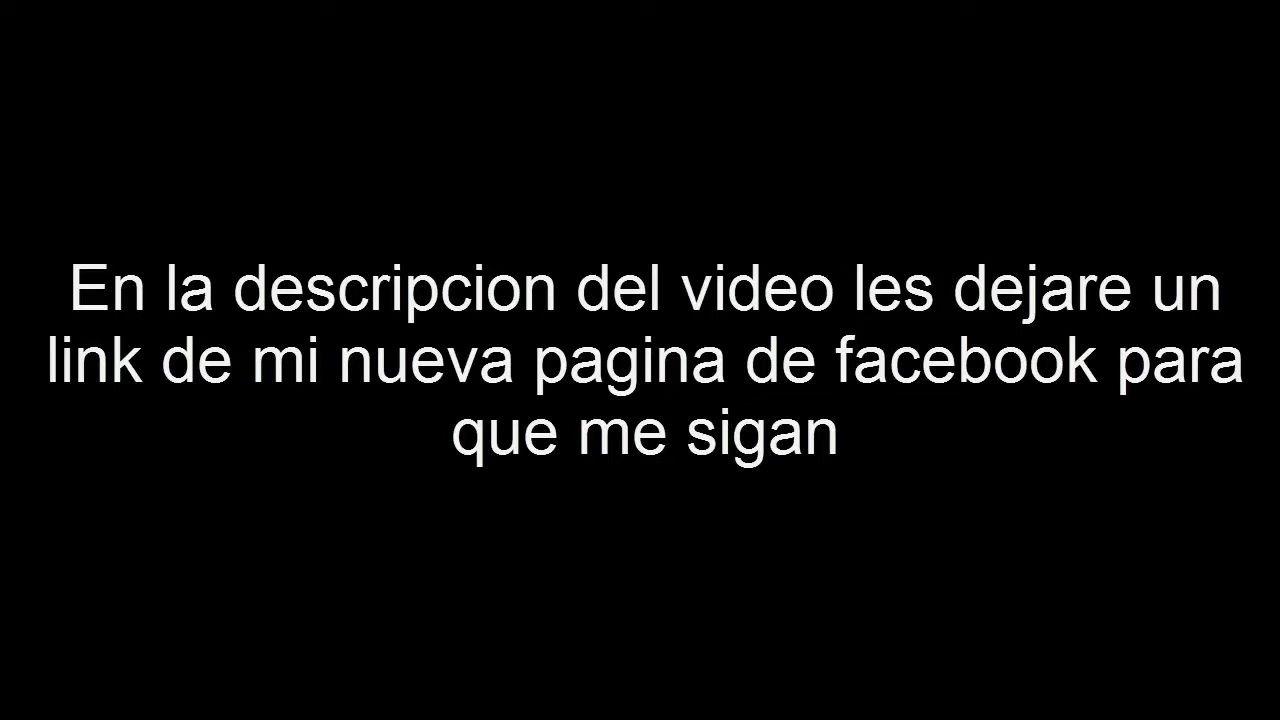 En la descripcion del video les dejare un
link de mi nueva pagina de facebook para
que me sigan